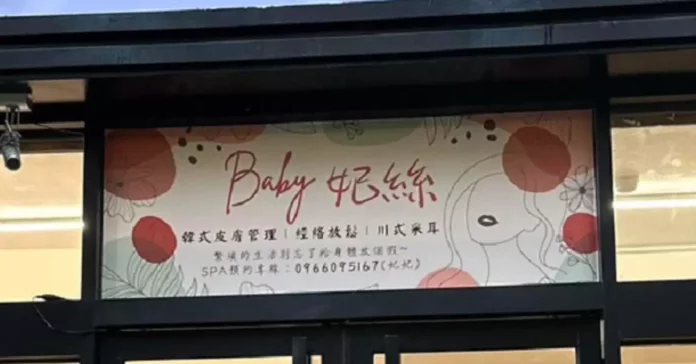 Baby 妮絲
韓式皮膚管理 | 經絡放鬆 | 川式采耳
繁瑣的生活別忘了給身體放個假~
SPA預約專線：0966095167(妃妃)